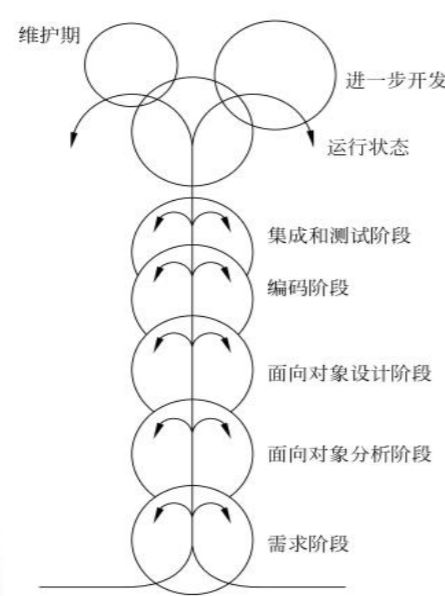 维护期
进一步开发
运行状态
集成和测试阶段
编码阶段
面向对象设计阶段
面向对象分析阶段
需求阶段